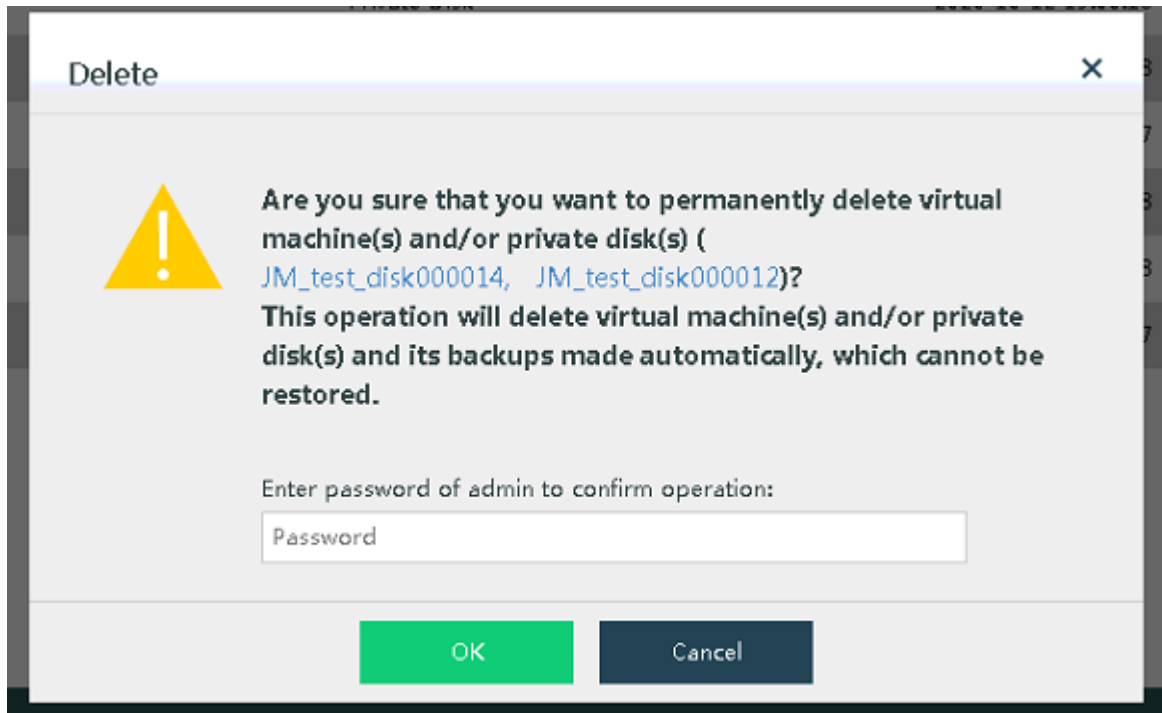 Private Disk
Delete
Are you sure that you want to permanently delete virtual
machine(s) and/or private disk(s) (
JM_test_disk000014, JM_test_disk000012)?
This operation will delete virtual machine(s) and/or private
disk(s) and its backups made automatically, which cannot be
restored.
Enter password of admin to confirm operation:
Password
OK
Cancel